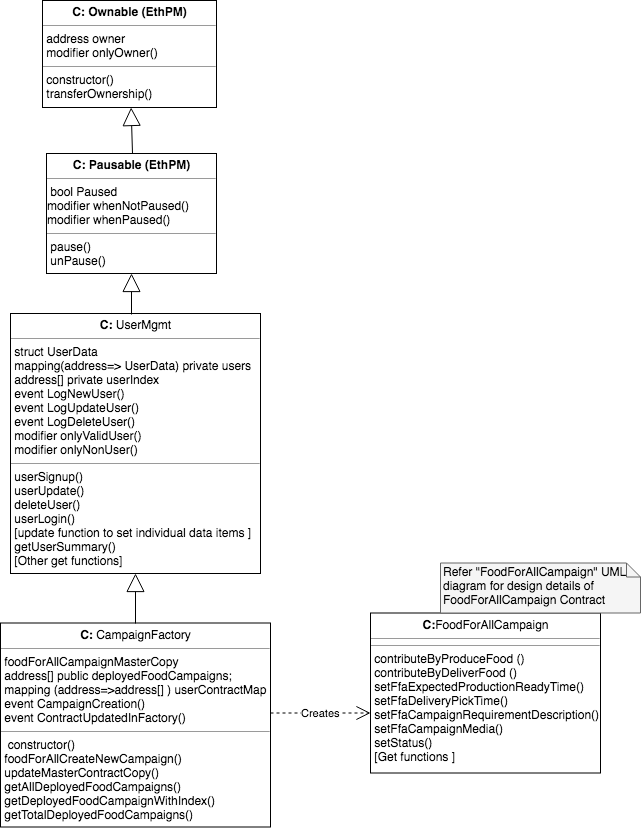 C: Ownable (EthPM)
address owner
modifier onlyOwner()
constructor()
transferOwnership()
C: Pausable (EthPM)
bool Paused
modifier whenNotPaused()
modifier whenPaused()
pause()
unPause()
C: UserMgmt
struct UserData
mapping(address=> UserData) private users
address[] private userIndex
event LogNewUser()
event LogUpdateUser()
event LogDeleteUser()
modifier onlyValidUser()
modifier onlyNonUser()
userSignup()
userUpdate()
deleteUser()
userLogin()
[update function to set individual data items ]
getUserSummary()
[Other get functions]
C: CampaignFactory
foodForAllCampaignMasterCopy
address[] public deployedFoodCampaigns;
mapping (address=>address[] ) userContractMap
event CampaignCreation()
event ContractUpdatedInFactory()
constructor()
foodForAllCreateNewCampaign()
updateMasterContractCopy()
getAllDeployedFoodCampaigns()
getDeployedFoodCampaignWithIndex()
getTotalDeployedFoodCampaigns()
Creates
Refer "FoodForAllCampaign" UML
diagram for design details of
FoodForAllCampaign Contract
C:FoodForAllCampaign
contributeByProduceFood ()
contributeByDeliverFood ()
setFfaExpectedProductionReadyTime()
setFfaDeliveryPickTime()
setFfaCampaignRequirementDescription()
setFfaCampaignMedia()
setStatus()
[Get functions ]